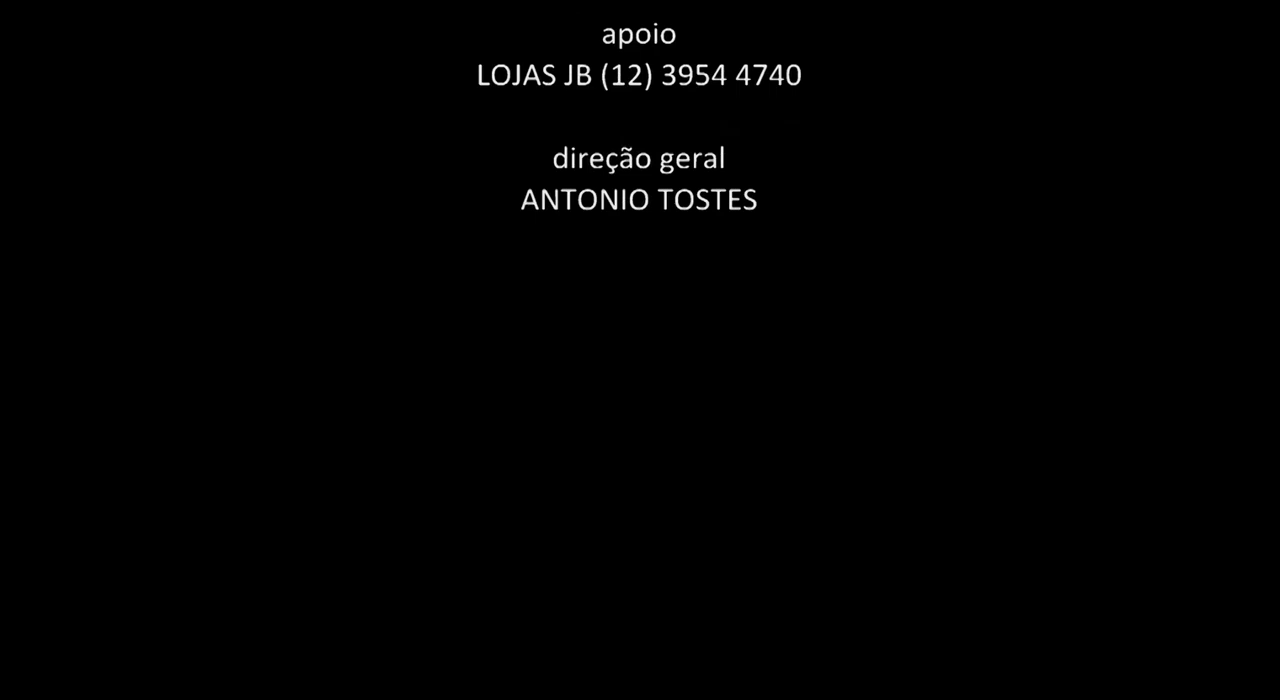 apoio
LOJAS JB (12) 3954 4740
direção geral
ANTONIO TOSTES